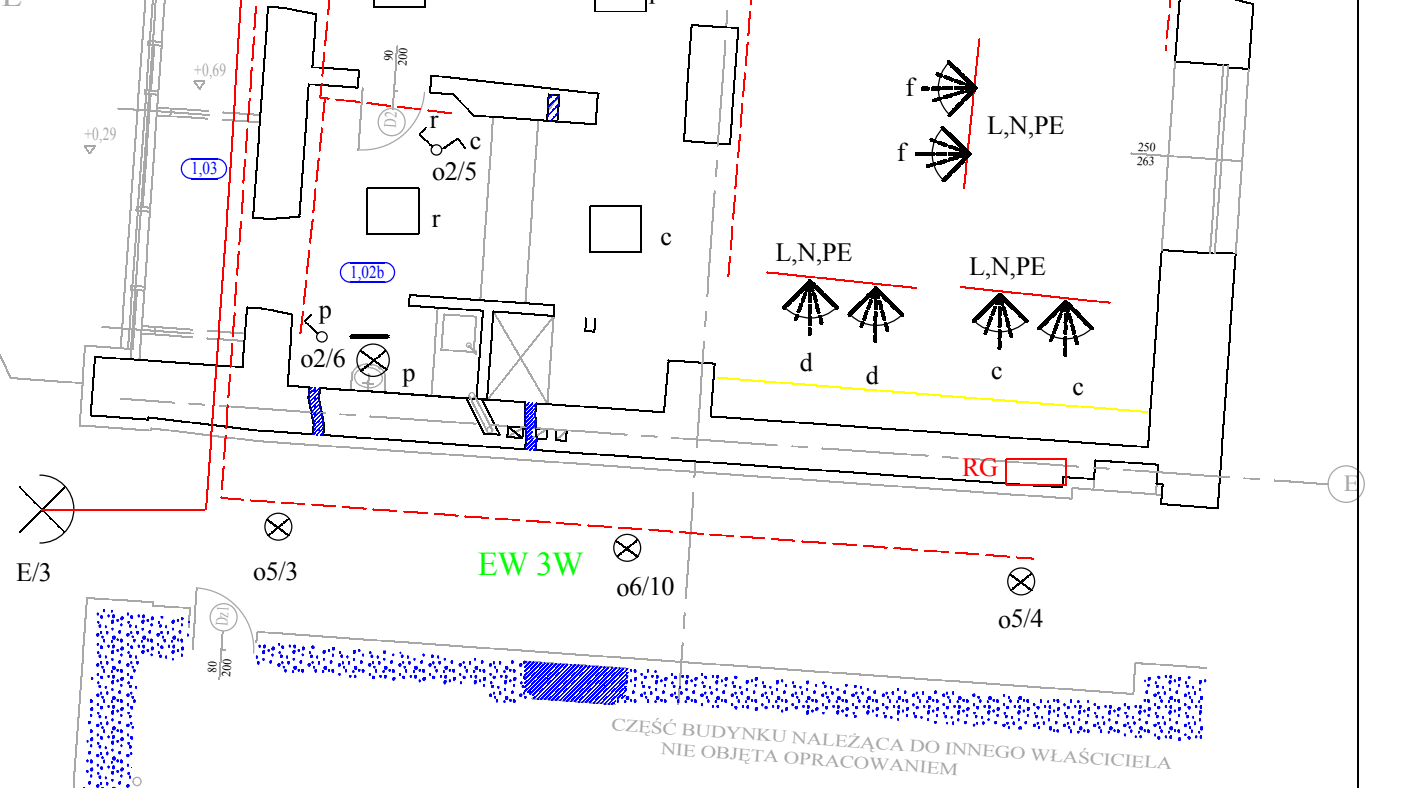 E
+0,69
90
200
D2
f
L,N,PE
f
250
263
+0,29
1,03
r
c
o2/5
r
c
1,02b
L,N,PE
L,N,PE
p
o2/6
p
d
d
c
c
RG
E
E/3
o5/3
EW 3W
o6/10
o5/4
Dz1
80
200
CZĘŚĆ BUDYNKU NALEŻĄCA DO INNEGO WŁAŚCICIELA
NIE OBJĘTA OPRACOWANIEM